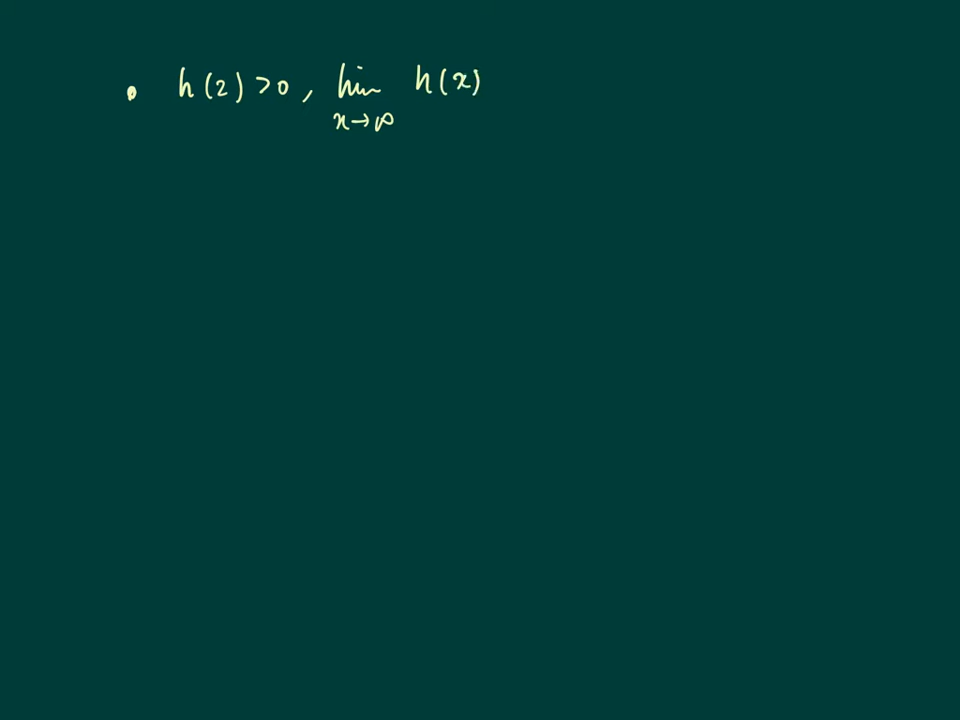 • h(2) >0, lim h(x)
x→∞